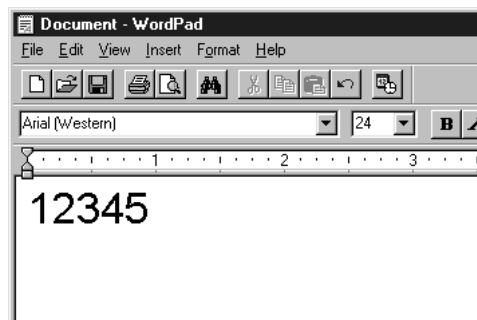 Document - WordPad
File Edit View Insert Format Help
Arial (Western) 24 B
1 2 3
12345